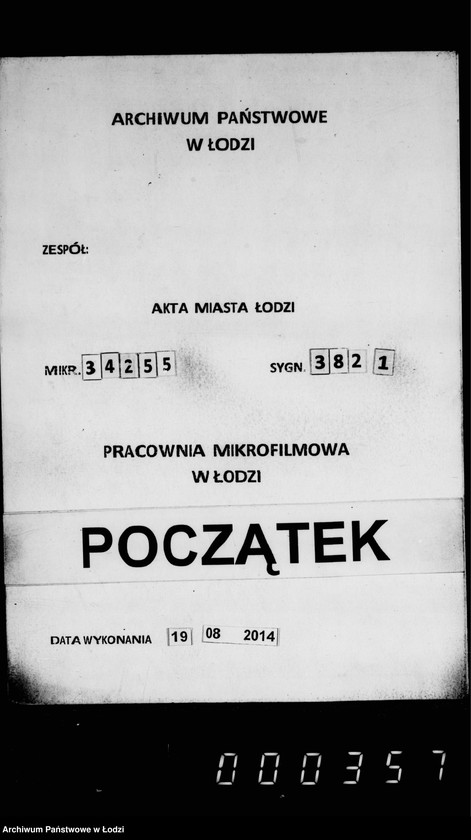 ARCHIWUM PAŃSTWOWE
W ŁODZI
ZESPÓŁ:
AKTA MIASTA ŁODZI
MIKR. 34255 SYGN. 3821
PRACOWNIA MIKROFILMOWA
W ŁODZI
POCZĄTEK
DATA WYKONANIA 19 08 2014
000357
Archiwum Państwowe w Łodzi